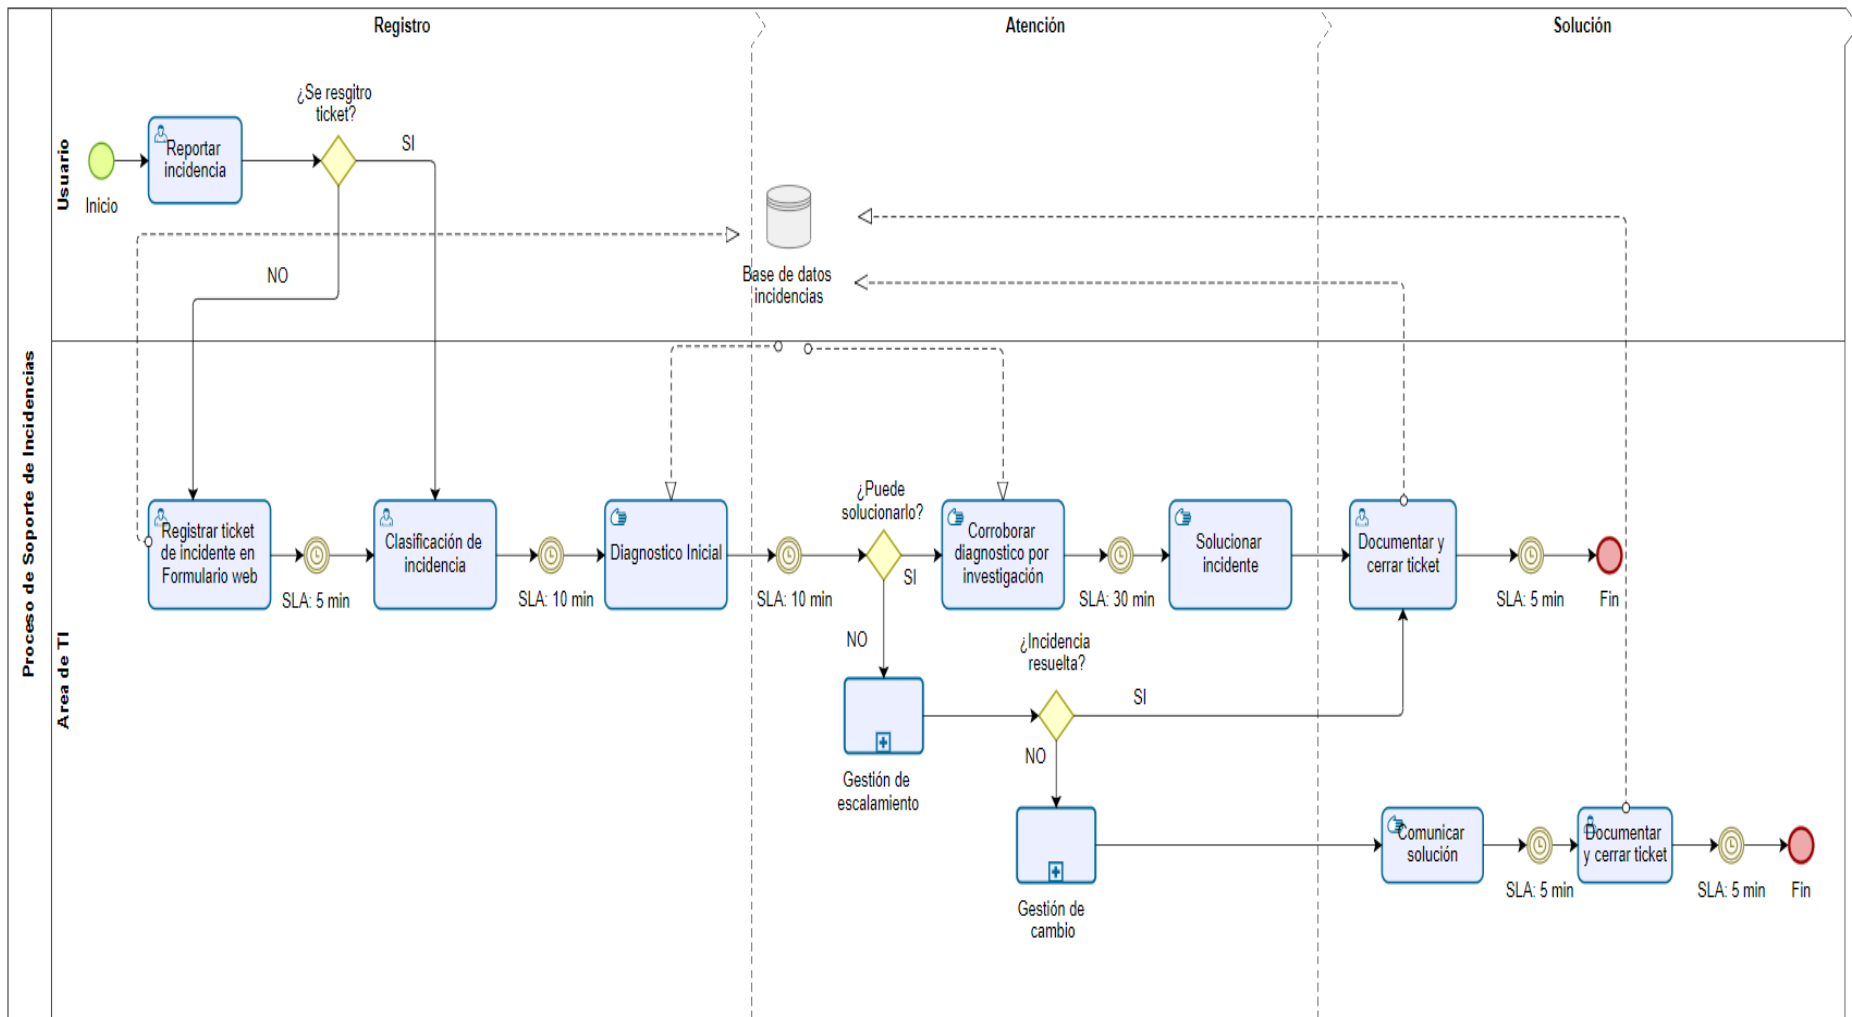 Registro
Atención
Solución
Proceso de Soporte de Incidencias
Usuario
Inicio
Reportar
incidencia
¿Se resgitro
ticket?
SI
NO
Base de datos
incidencias
Area de TI
Registrar ticket
de incidente en
Formulario web
SLA: 5 min
Clasificación de
incidencia
SLA: 10 min
Diagnostico Inicial
SLA: 10 min
¿Puede
solucionarlo?
SI
NO
Corroborar
diagnostico por
investigación
SLA: 30 min
Solucionar
incidente
Documentar y
cerrar ticket
SLA: 5 min
Fin
Gestión de
escalamiento
¿Incidencia
resuelta?
SI
NO
Gestión de
cambio
Comunicar
solución
SLA: 5 min
Documentar
y cerrar ticket
SLA: 5 min
Fin